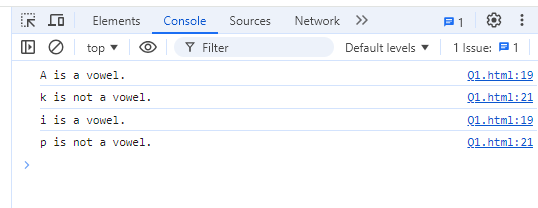 Elements Console Sources Network 1
top Filter Default levels 1 Issue: 1
A is a vowel. Q1.html:19
k is not a vowel. Q1.html:21
i is a vowel. Q1.html:19
p is not a vowel. Q1.html:21